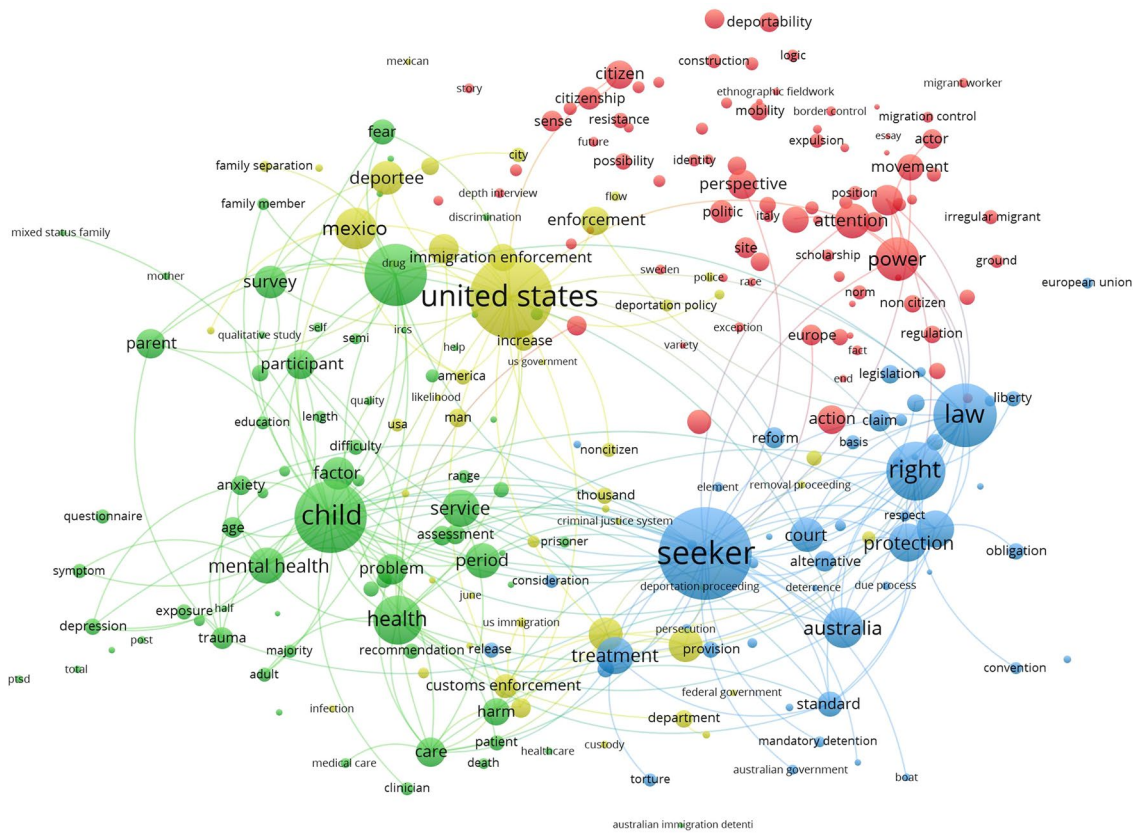 deportability
logic
construction
mexican
citizen
migrant worker
story
ethnographic fieldwork
citizenship
mobility
border control
migration control
resistance
sense
fear
essay
actor
future
expulsion
city
possibility
identity
movement
family separation
deportee
perspective
position
depth interview
flow
family member
politic
italy
discrimination
enforcement
attention
irregular migrant
mexico
mixed status family
site
scholarship
immigration enforcement
power
ground
drug
sweden
mother
police
race
survey
european union
united states
norm
non citizen
deportation policy
self
exception
ircs
qualitative study
semi
europe
regulation
increase
parent
help
variety
fact
us government
participant
legislation
america
end
likelihood
liberty
quality
law
length
man
action
claim
education
usa
reform
basis
difficulty
noncitizen
right
factor
range
anxiety
element
removal proceeding
thousand
service
child
questionnaire
respect
criminal justice system
age
assessment
court
prisoner
protection
obligation
seeker
period
alternative
mental health
problem
symptom
consideration
deportation proceeding
deterrence
due process
june
exposure
half
health
us immigration
depression
persecution
australia
trauma
post
majority
recommendation
release
treatment
provision
total
convention
adult
ptsd
customs enforcement
federal government
standard
infection
harm
department
patient
mandatory detention
custody
care
healthcare
death
medical care
australian government
boat
torture
clinician
australian immigration detenti